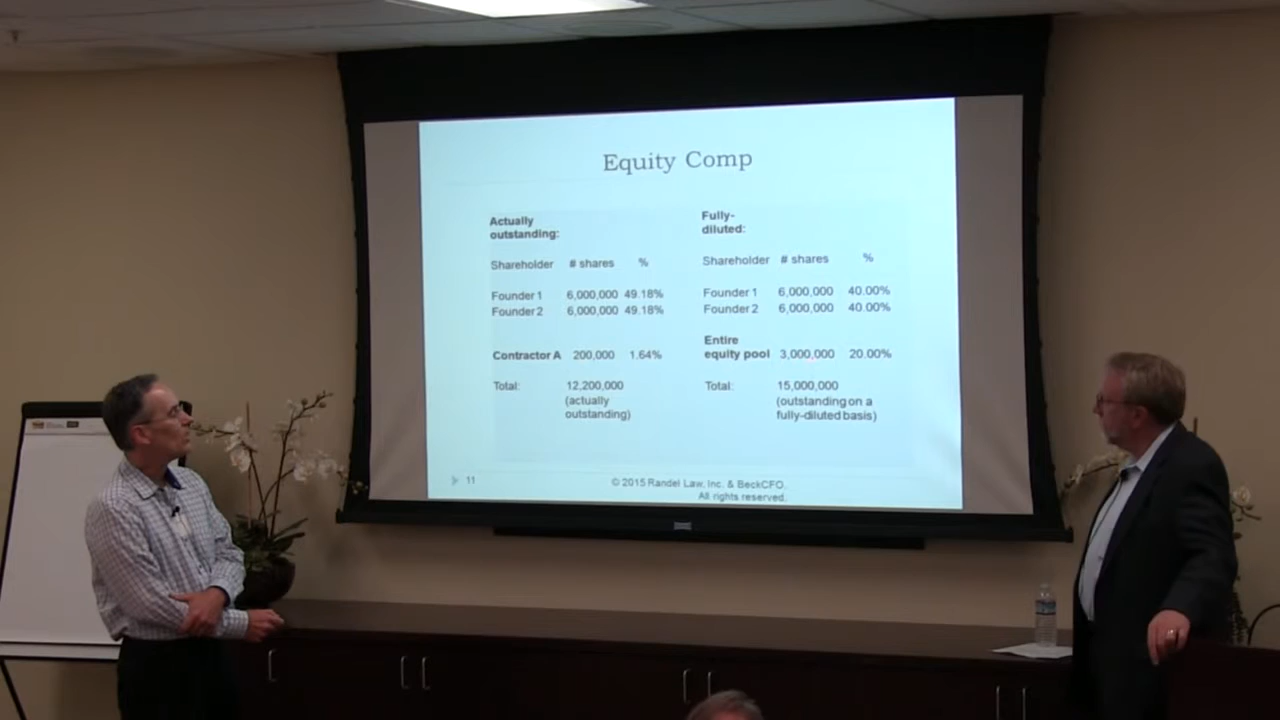 Equity Comp
Actually
outstanding:
Shareholder # shares %
Founder 1 6,000,000 49.18%
Founder 2 6,000,000 49.18%
Contractor A 200,000 1.64%
Total: 12,200,000
(actually
outstanding)
Fully-
diluted:
Shareholder # shares %
Founder 1 6,000,000 40.00%
Founder 2 6,000,000 40.00%
Entire
equity pool 3,000,000 20.00%
Total: 15,000,000
(outstanding on a
fully-diluted basis)
11
© 2015 Randel Law, Inc. & BeckCFO.
All rights reserved.